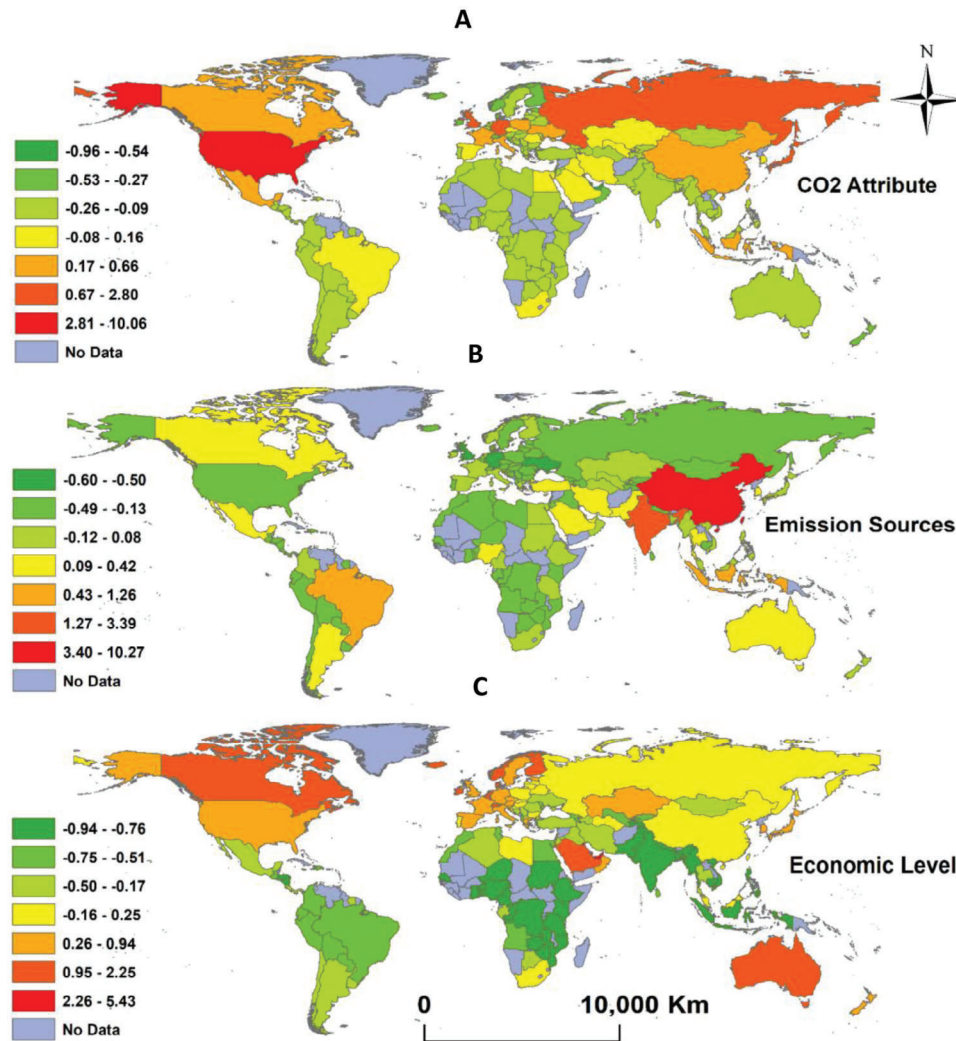 A
N
-0.96 - -0.54
-0.53 - -0.27
-0.26 - -0.09
-0.08 - 0.16
0.17 - 0.66
0.67 - 2.80
2.81 - 10.06
No Data
CO2 Attribute
B
-0.60 - -0.50
-0.49 - -0.13
-0.12 - 0.08
0.09 - 0.42
0.43 - 1.26
1.27 - 3.39
3.40 - 10.27
No Data
Emission Sources
C
-0.94 - -0.76
-0.75 - -0.51
-0.50 - -0.17
-0.16 - 0.25
0.26 - 0.94
0.95 - 2.25
2.26 - 5.43
No Data
Economic Level
0 10,000 Km